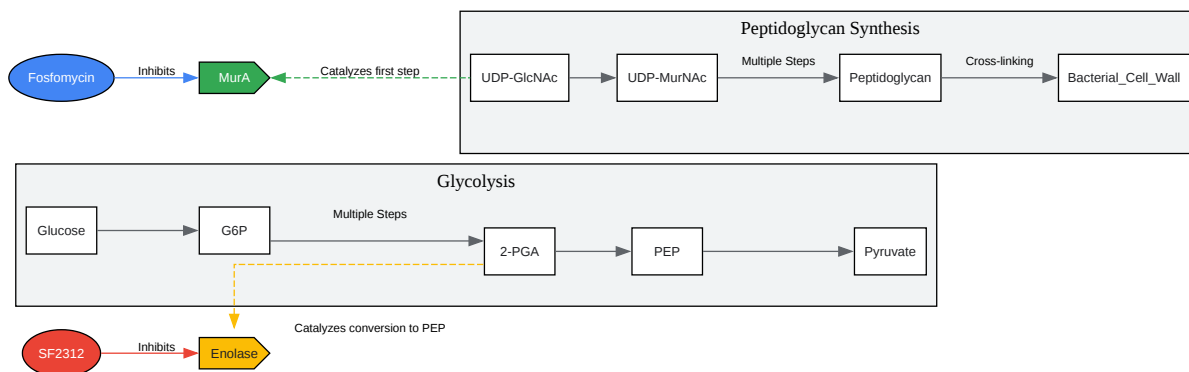 Peptidoglycan Synthesis
Fosfomycin
Inhibits
MurA
Catalyzes first step
UDP-GlcNAc
UDP-MurNAc
Multiple Steps
Peptidoglycan
Cross-linking
Bacterial_Cell_Wall
Glycolysis
Glucose
G6P
Multiple Steps
2-PGA
PEP
Pyruvate
Catalyzes conversion to PEP
SF2312
Inhibits
Enolase